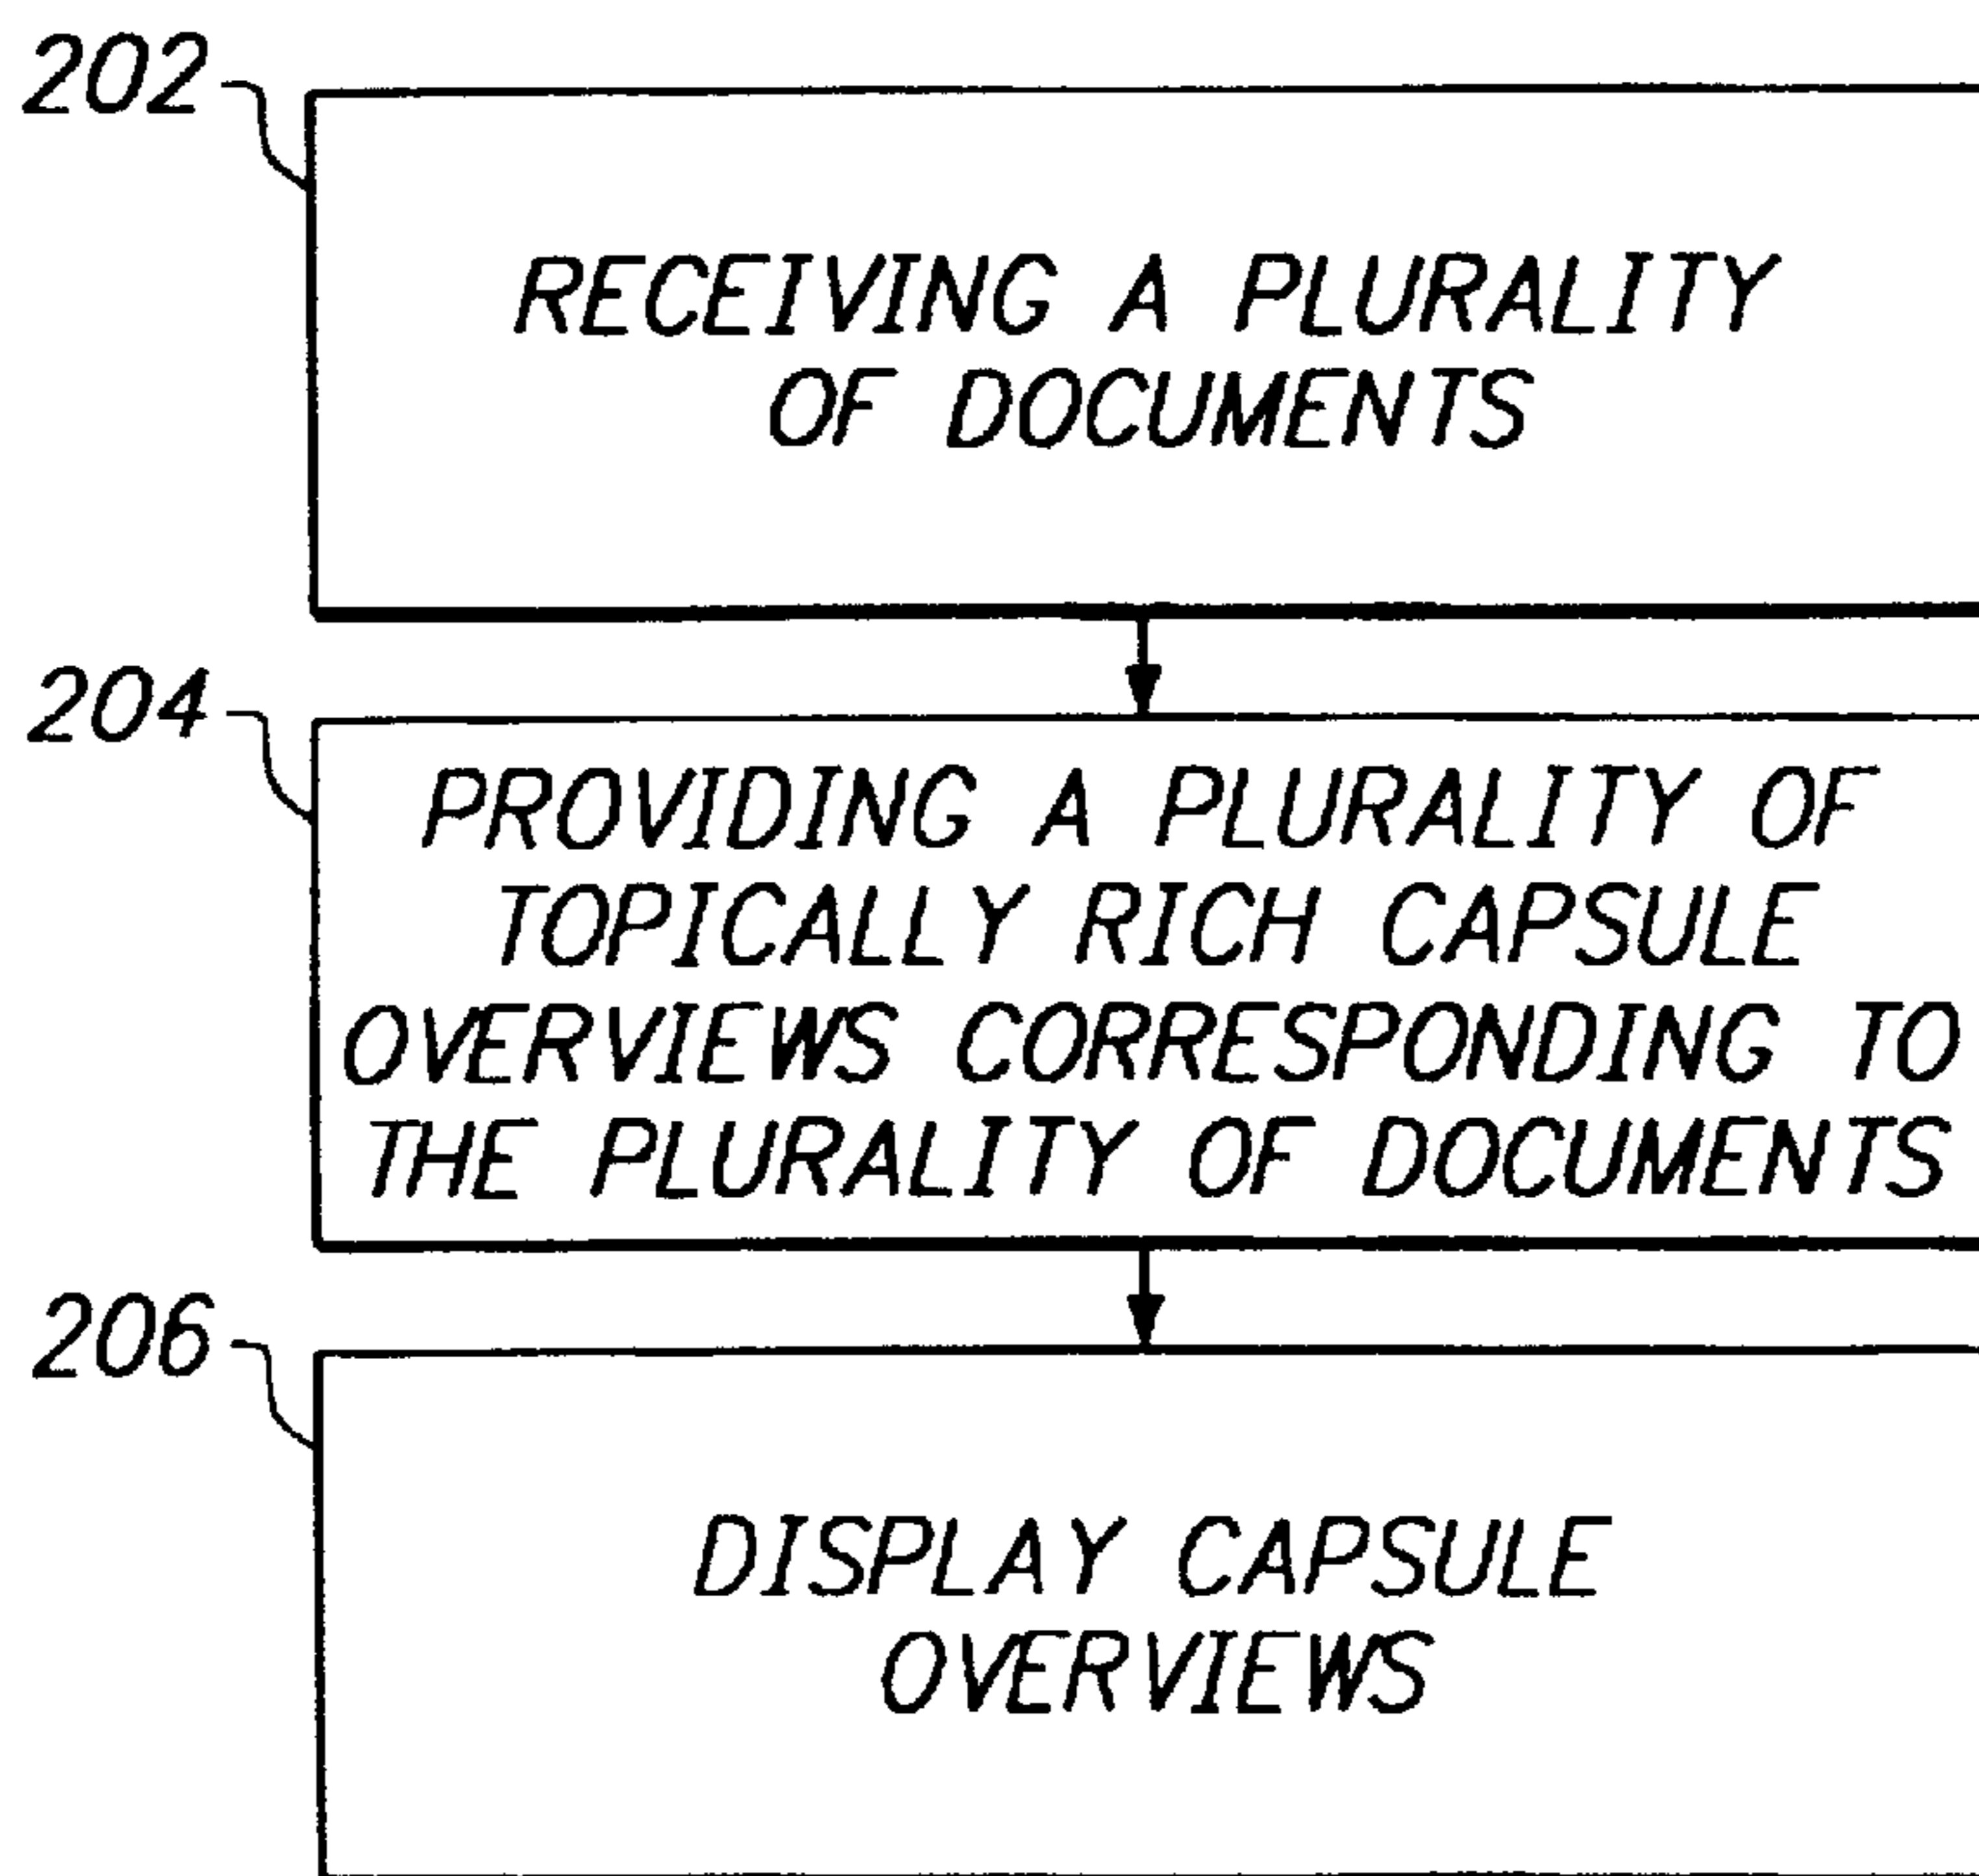 202
RECEIVING A PLURALITY
OF DOCUMENTS
204
PROVIDING A PLURALITY OF
TOPICALLY RICH CAPSULE
OVERVIEWS CORRESPONDING TO
THE PLURALITY OF DOCUMENTS
206
DISPLAY CAPSULE
OVERVIEWS